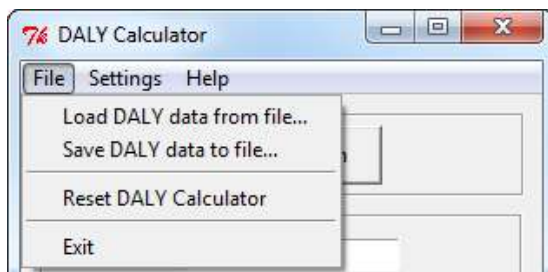 DALY Calculator
File Settings Help
Load DALY data from file...
Save DALY data to file...
Reset DALY Calculator
Exit